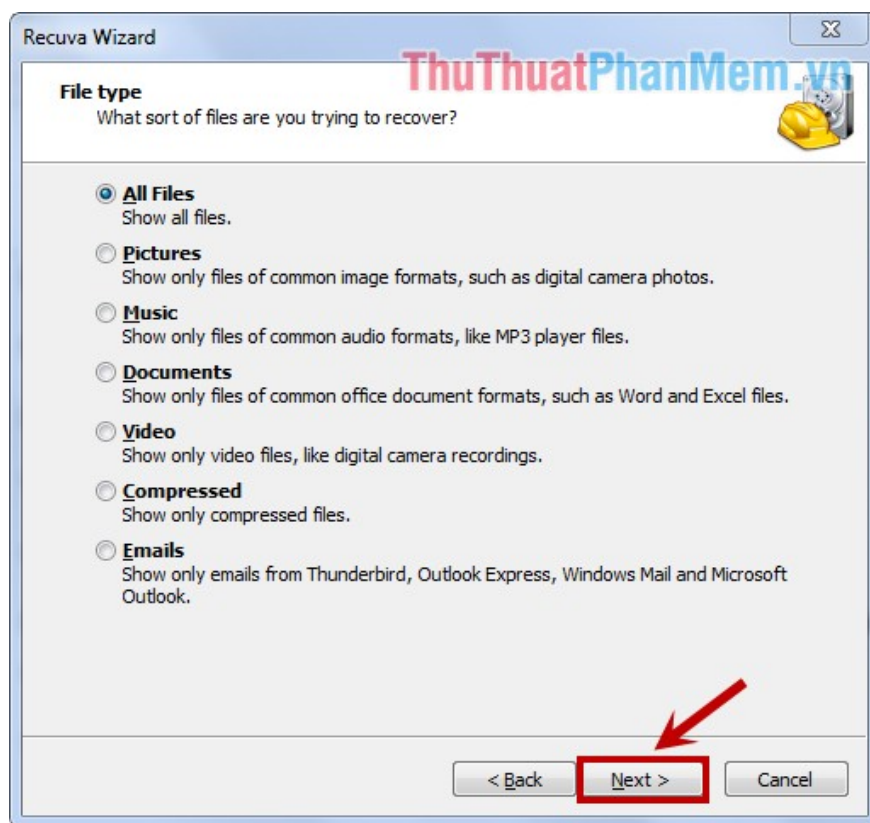 Recuva Wizard
ThuThuatPhanMem.vn
File type
What sort of files are you trying to recover?
All Files
Show all files.
Pictures
Show only files of common image formats, such as digital camera photos.
Music
Show only files of common audio formats, like MP3 player files.
Documents
Show only files of common office document formats, such as Word and Excel files.
Video
Show only video files, like digital camera recordings.
Compressed
Show only compressed files.
Emails
Show only emails from Thunderbird, Outlook Express, Windows Mail and Microsoft
Outlook.
< Back Next > Cancel